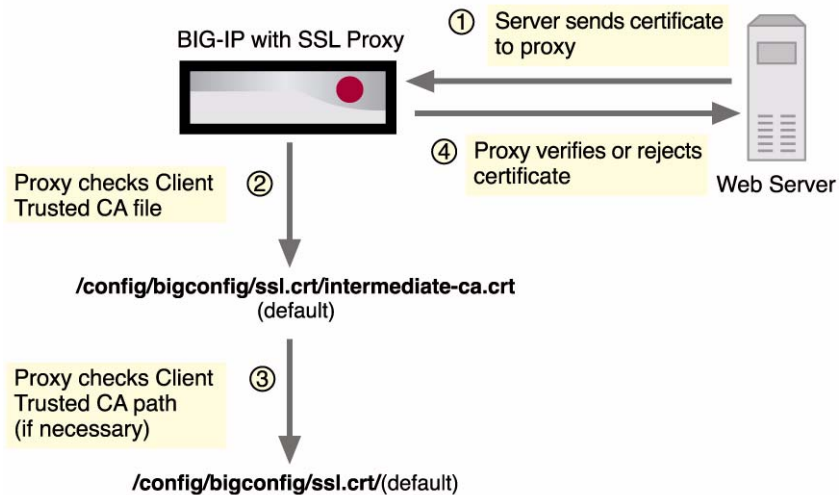 BIG-IP with SSL Proxy
① Server sends certificate
to proxy
④ Proxy verifies or rejects
certificate
Web Server
Proxy checks Client
Trusted CA file
②
/config/bigconfig/ssl.crt/intermediate-ca.crt
(default)
Proxy checks Client
Trusted CA path
(if necessary)
③
/config/bigconfig/ssl.crt/(default)